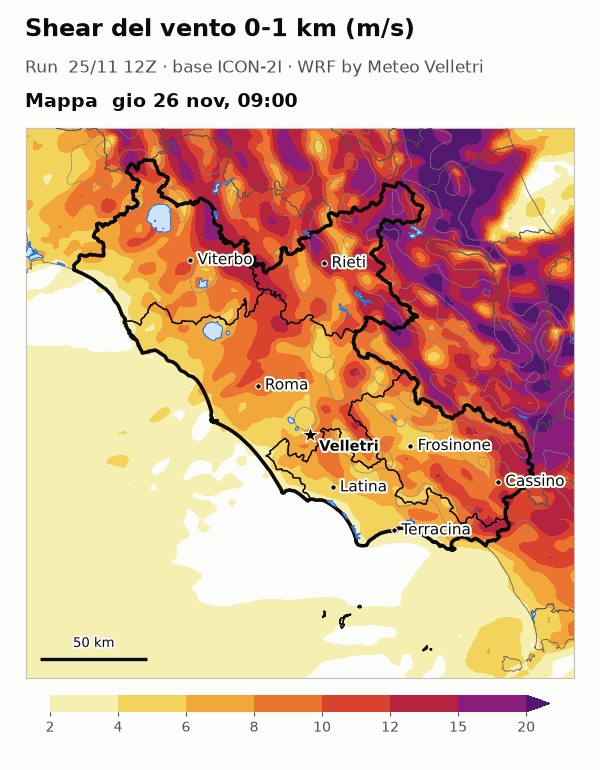 Shear del vento 0-1 km (m/s)
Run  25/11 12Z · base ICON-2I · WRF by Meteo Velletri
Mappa  gio 26 nov, 09:00
Viterbo
Rieti
Roma
Velletri
Frosinone
Cassino
Latina
Terracina
50 km
2 4 6 8 10 12 15 20